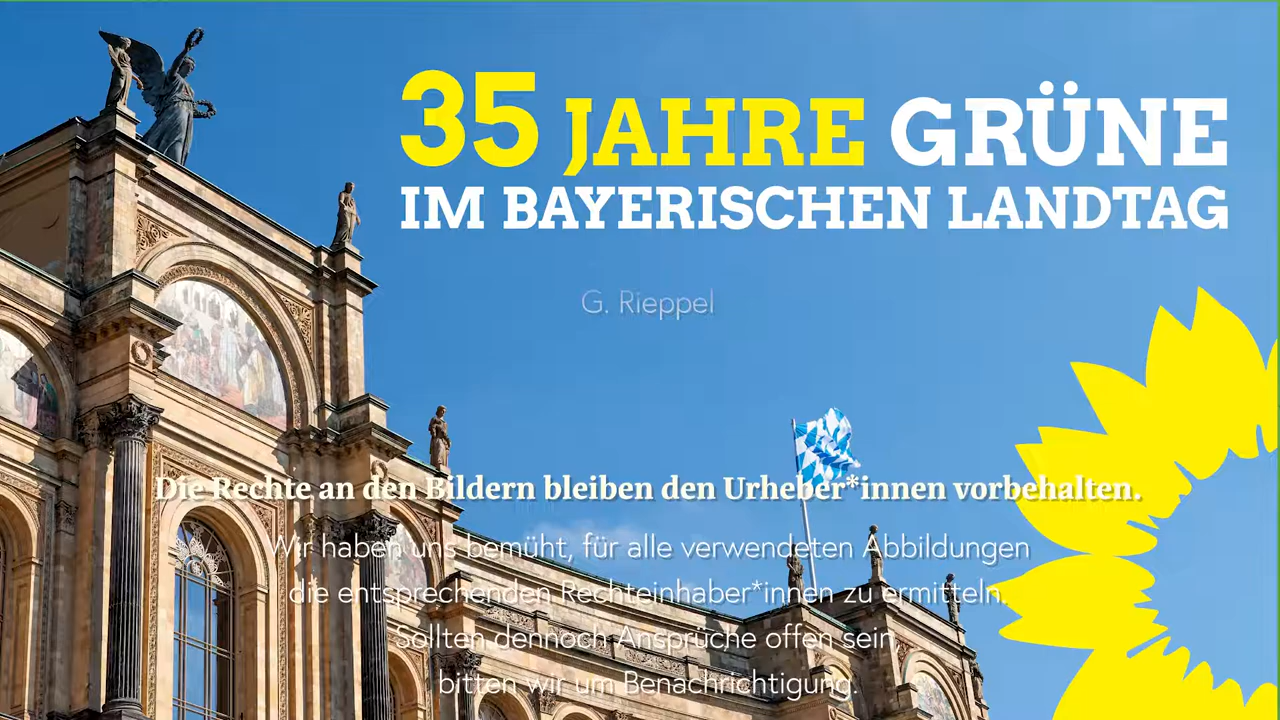 35 JAHRE GRÜNE
IM BAYERISCHEN LANDTAG
G. Rieppel
Die Rechte an den Bildern bleiben den Urheber*innen vorbehalten.
Wir haben uns bemüht, für alle verwendeten Abbildungen
die entsprechenden Rechteinhaber*innen zu ermitteln.
Sollten dennoch Ansprüche offen sein,
bitten wir um Benachrichtigung.